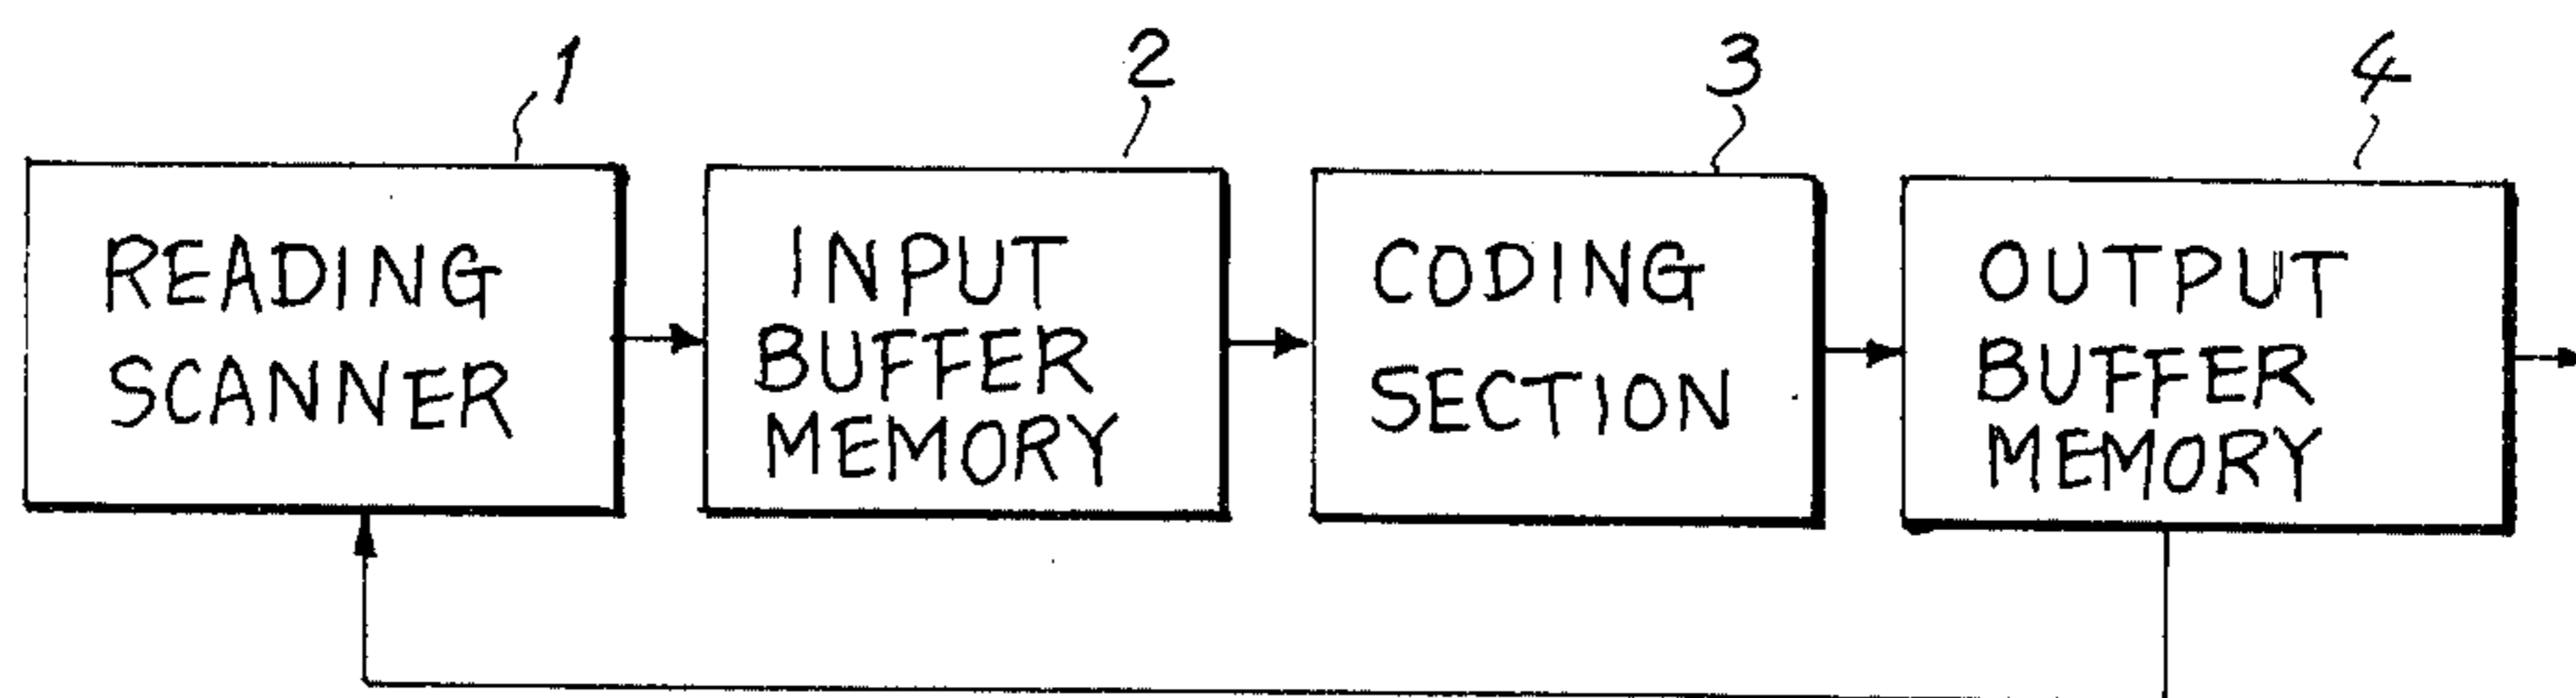 1
2
3
4
READING
SCANNER
INPUT
BUFFER
MEMORY
CODING
SECTION
OUTPUT
BUFFER
MEMORY